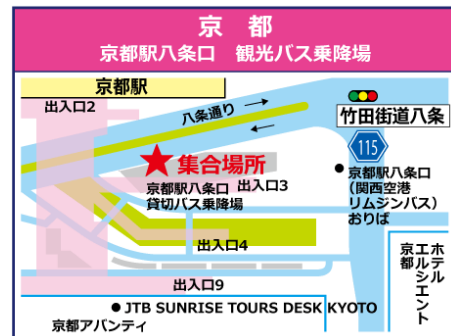 京 都
京都駅八条口 観光バス乗降場
京都駅
出入口2
八条通り
竹田街道八条
115
集合場所
京都駅八条口
貸切バス乗降場
出入口3
京都駅八条口
(関西空港
リムジンバス)
おりば
出入口4
ホテル
エルシエント
京都
出入口9
JTB SUNRISE TOURS DESK KYOTO
京都アバンティ